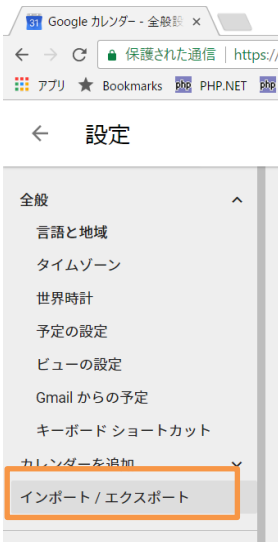 31 Google カレンダー - 全般設 ×
← → C 保護された通信 | https:/
アプリ ★ Bookmarks php PHP.NET php
← 設定
全般
言語と地域
タイムゾーン
世界時計
予定の設定
ビューの設定
Gmail からの予定
キーボード ショートカット
カレンダーを追加
インポート / エクスポート